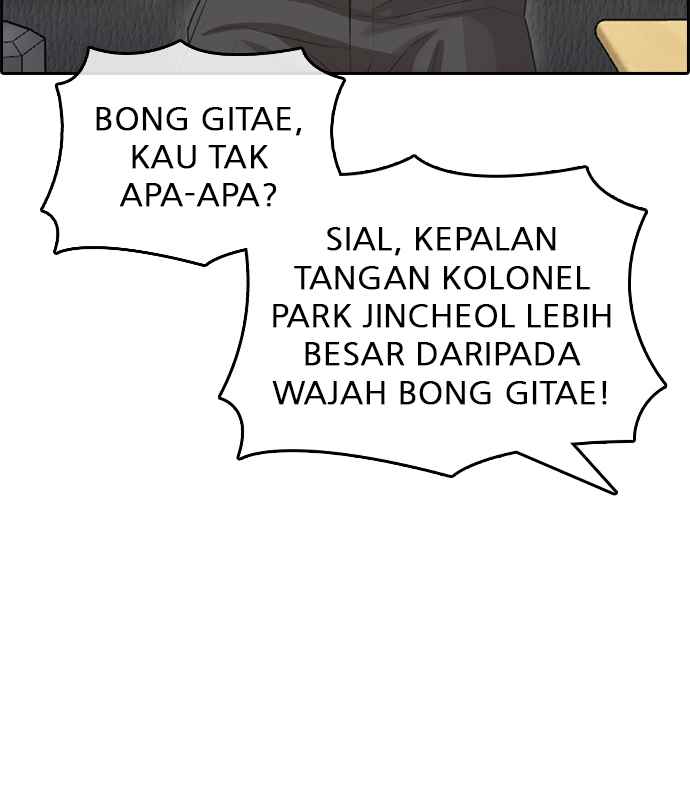 BONG GITAE,
KAU TAK
APA-APA?
SIAL, KEPALAN
TANGAN KOLONEL
PARK JINCHEOL LEBIH
BESAR DARIPADA
WAJAH BONG GITAE!